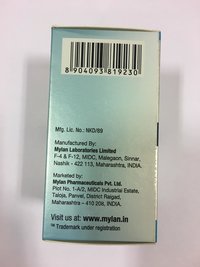 8 904093 819230
Mfg. Lic. No.: NKD/89
Manufactured By:
Mylan Laboratories Limited
F-4 & F-12, MIDC, Malegaon, Sinnar,
Nashik - 422 113, Maharashtra, INDIA.
Marketed by:
Mylan Pharmaceuticals Pvt. Ltd.
Plot No. 1-A/2, MIDC Industrial Estate,
Taloja, Panvel, District Raigad,
Maharashtra - 410 208, INDIA.
Visit us at: www.mylan.in
™ Trademark under registration